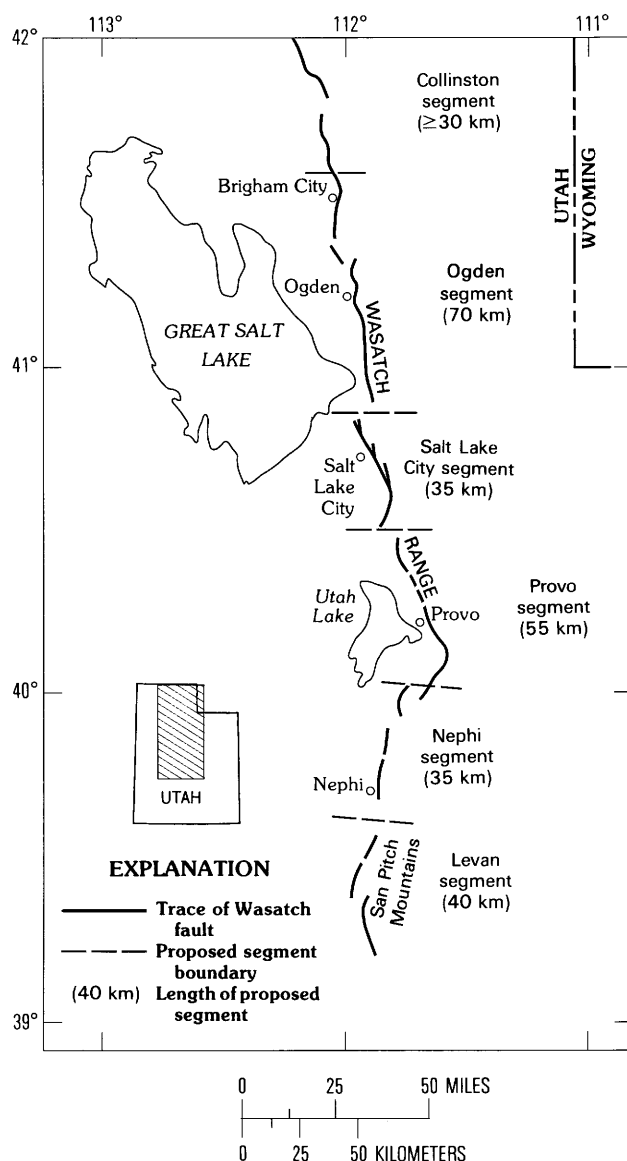 113°
112°
111°
42°
Collinston
segment
(≧30 km)
Brigham City
UTAH
WYOMING
Ogden
Ogden
segment
(70 km)
WASATCH
GREAT SALT
LAKE
41°
Salt
Lake
City
Salt Lake
City segment
(35 km)
RANGE
Utah
Lake
Provo
Provo
segment
(55 km)
40°
Nephi
segment
(35 km)
Nephi
UTAH
San Pitch
Mountains
Levan
segment
(40 km)
EXPLANATION
Trace of Wasatch
fault
Proposed segment
boundary
(40 km) Length of proposed
segment
39°
0 25 50 MILES
0 25 50 KILOMETERS